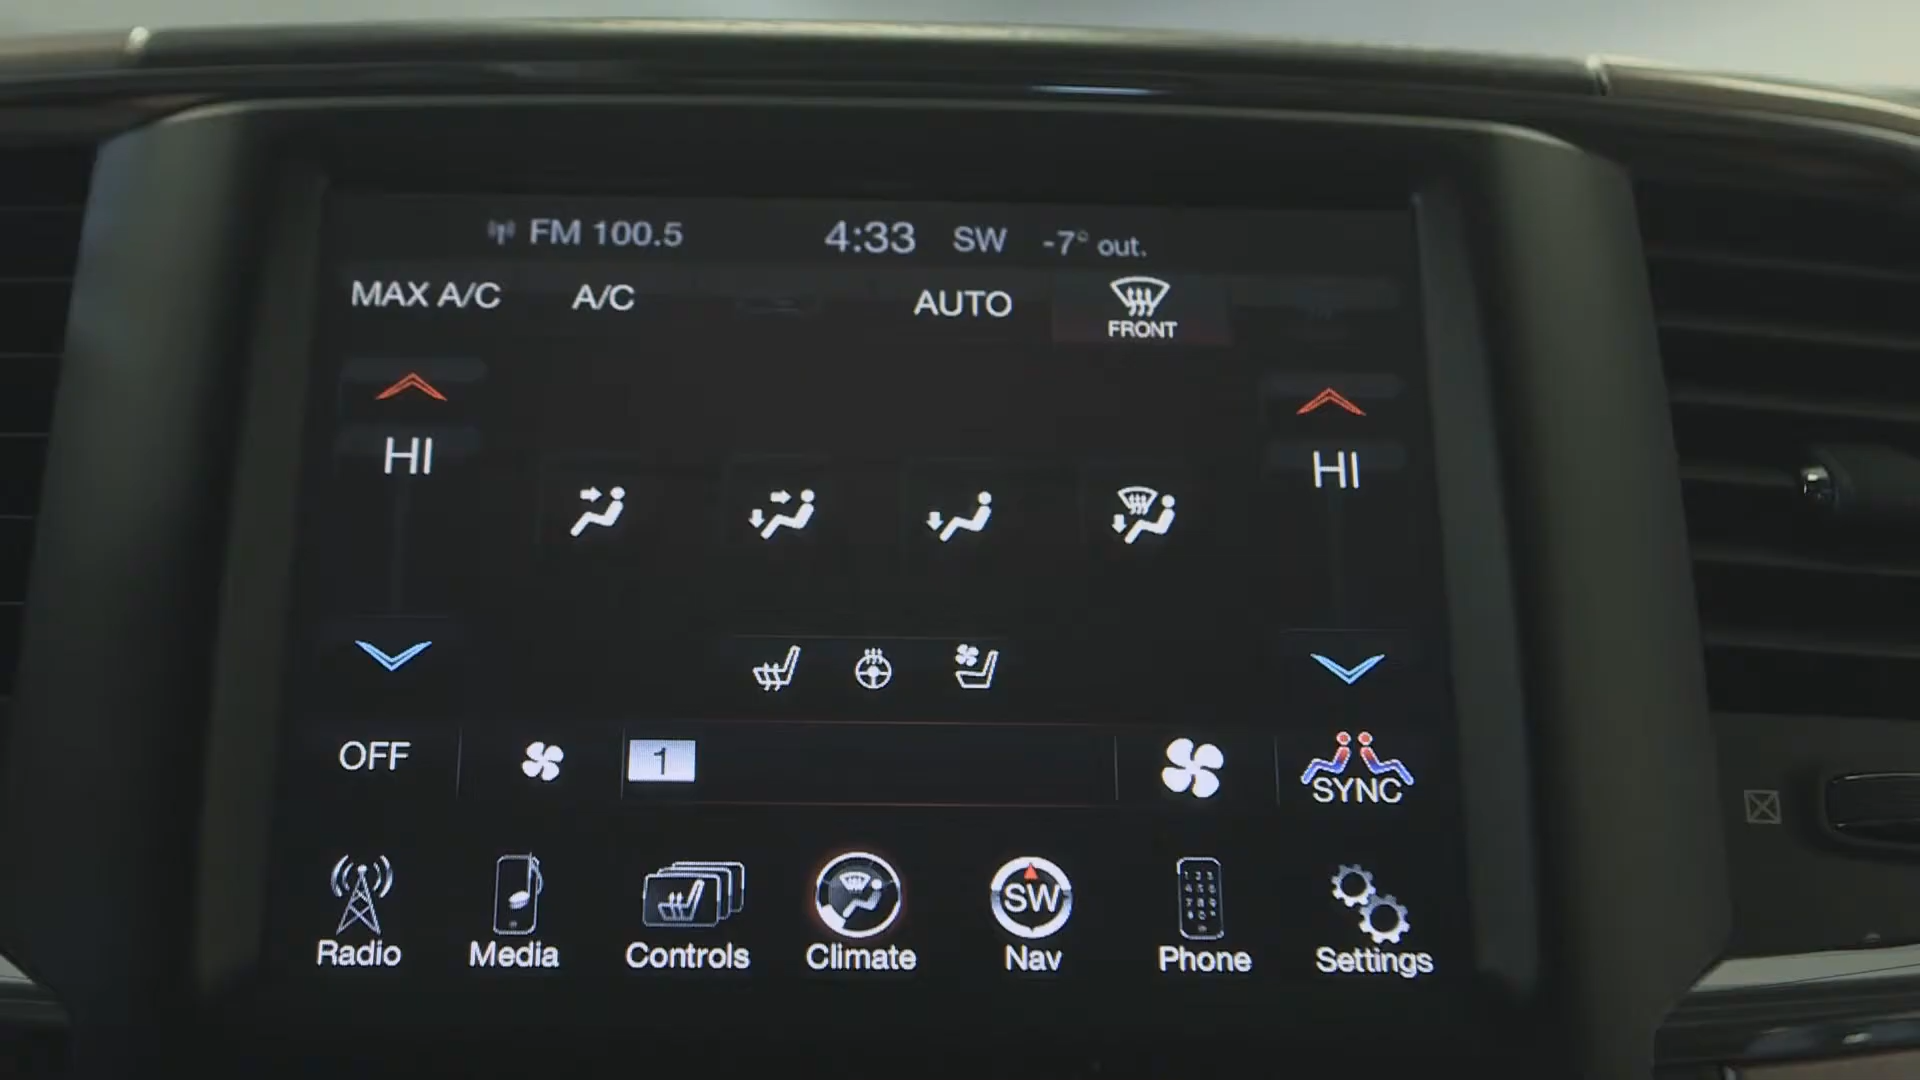 FM 100.5 4:33 SW -7° out.
MAX A/C A/C AUTO FRONT
HI HI
OFF 1 SYNC
SW
Radio Media Controls Climate Nav Phone Settings